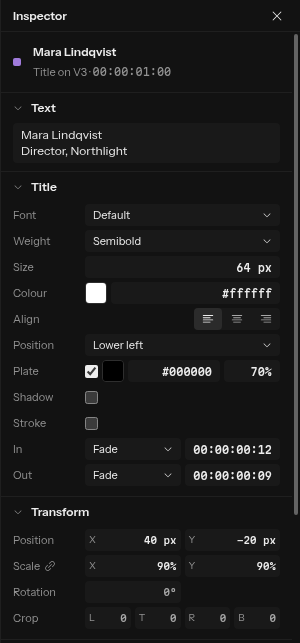 Inspector
Mara Lindqvist
Title on V3·00:00:01:00
Text
Mara Lindqvist
Director, Northlight
Title
Font Default
Weight Semibold
Size 64 px
Colour #ffffff
Align
Position Lower left
Plate #000000 70%
Shadow
Stroke
In Fade 00:00:00:12
Out Fade 00:00:00:09
Transform
Position X 40 px Y −20 px
Scale X 90% Y 90%
Rotation 0°
Crop L 0 T 0 R 0 B 0